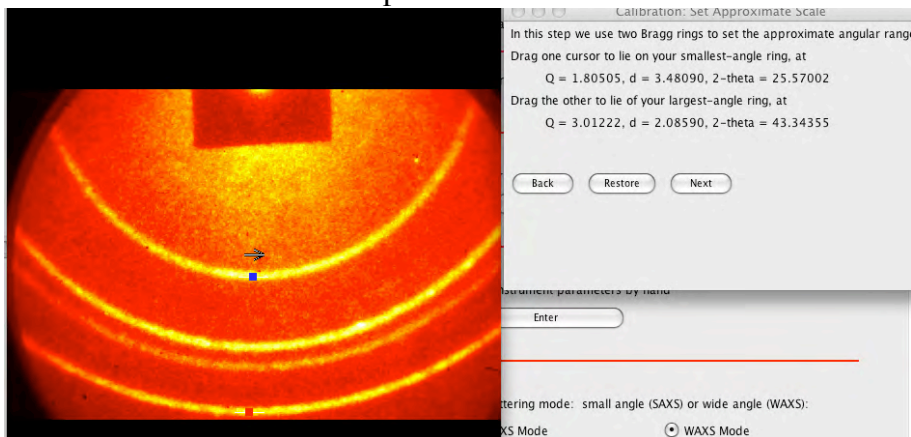 Calibration: Set Approximate Scale
In this step we use two Bragg rings to set the approximate angular range
Drag one cursor to lie on your smallest-angle ring, at
Q = 1.80505, d = 3.48090, 2-theta = 25.57002
Drag the other to lie of your largest-angle ring, at
Q = 3.01222, d = 2.08590, 2-theta = 43.34355
Back
Restore
Next
parameters by hand
Enter
mode: small angle (SAXS) or wide angle (WAXS):
Mode
WAXS Mode